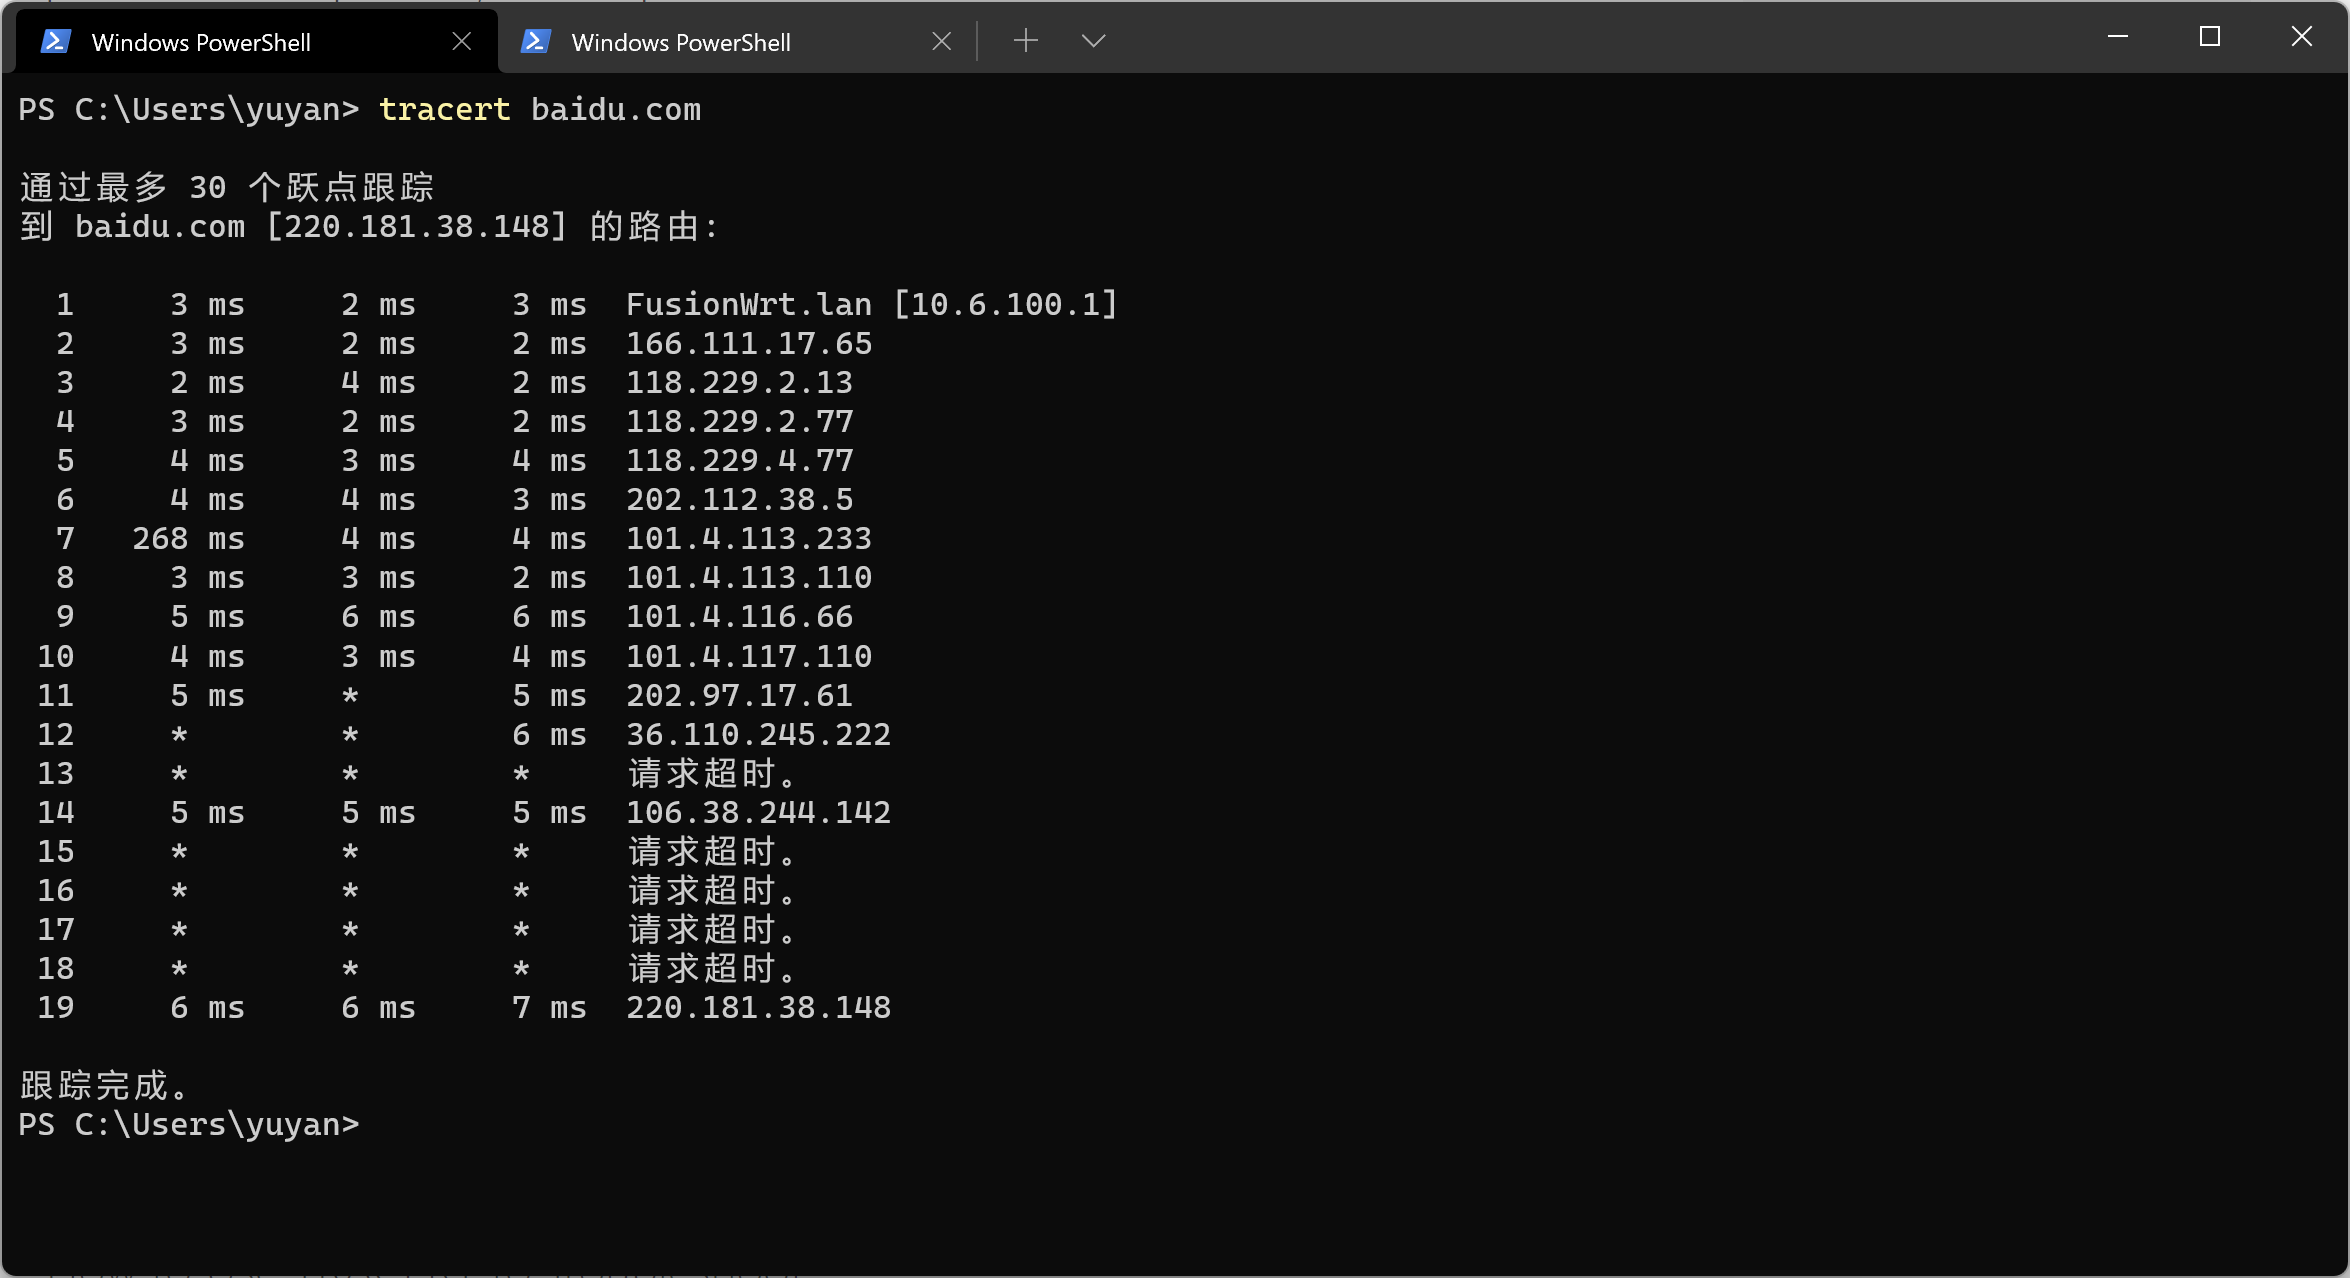 Windows PowerShell
Windows PowerShell
PS C:\Users\yuyan> tracert baidu.com
通过最多 30 个跃点跟踪
到 baidu.com [220.181.38.148] 的路由:
1 3 ms 2 ms 3 ms FusionWrt.lan [10.6.100.1]
2 3 ms 2 ms 2 ms 166.111.17.65
3 2 ms 4 ms 2 ms 118.229.2.13
4 3 ms 2 ms 2 ms 118.229.2.77
5 4 ms 3 ms 4 ms 118.229.4.77
6 4 ms 4 ms 3 ms 202.112.38.5
7 268 ms 4 ms 4 ms 101.4.113.233
8 3 ms 3 ms 2 ms 101.4.113.110
9 5 ms 6 ms 6 ms 101.4.116.66
10 4 ms 3 ms 4 ms 101.4.117.110
11 5 ms * 5 ms 202.97.17.61
12 * * 6 ms 36.110.245.222
13 * * * 请求超时。
14 5 ms 5 ms 5 ms 106.38.244.142
15 * * * 请求超时。
16 * * * 请求超时。
17 * * * 请求超时。
18 * * * 请求超时。
19 6 ms 6 ms 7 ms 220.181.38.148
跟踪完成。
PS C:\Users\yuyan>